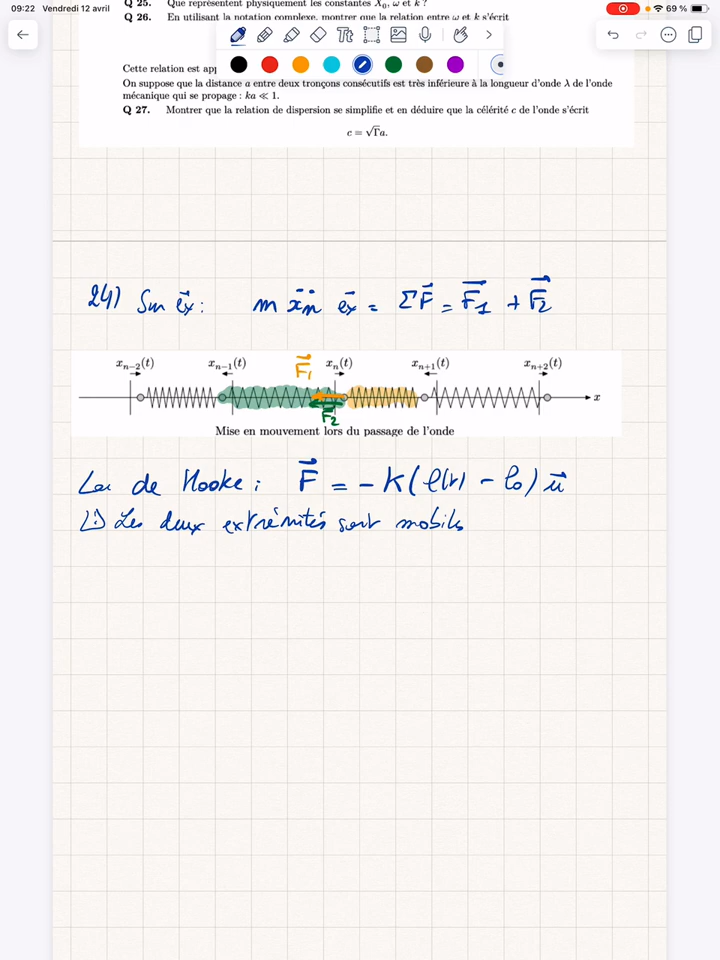 09:22 Vendredi 12 avril 69 %
Q 25. Que représentent physiquement les constantes X₀, ω et k ?
Q 26. En utilisant la notation complexe, montrer que la relation entre ω et k s'écrit
Tt
Cette relation est app
On suppose que la distance a entre deux tronçons consécutifs est très inférieure à la longueur d'onde λ de l'onde
mécanique qui se propage : ka ≪ 1.
Q 27. Montrer que la relation de dispersion se simplifie et en déduire que la célérité c de l'onde s'écrit
c = √Γa.
24) Sur e⃗x : m ẍn e⃗x = ΣF⃗ = F⃗1 + F⃗2
xn−2(t) xn−1(t) F⃗1 xn(t) xn+1(t) xn+2(t)
x
F⃗2
Mise en mouvement lors du passage de l'onde
Loi de Hooke : F⃗ = − K(ℓ(t) − ℓ0) u⃗
/!\ Les deux extrémités sont mobiles